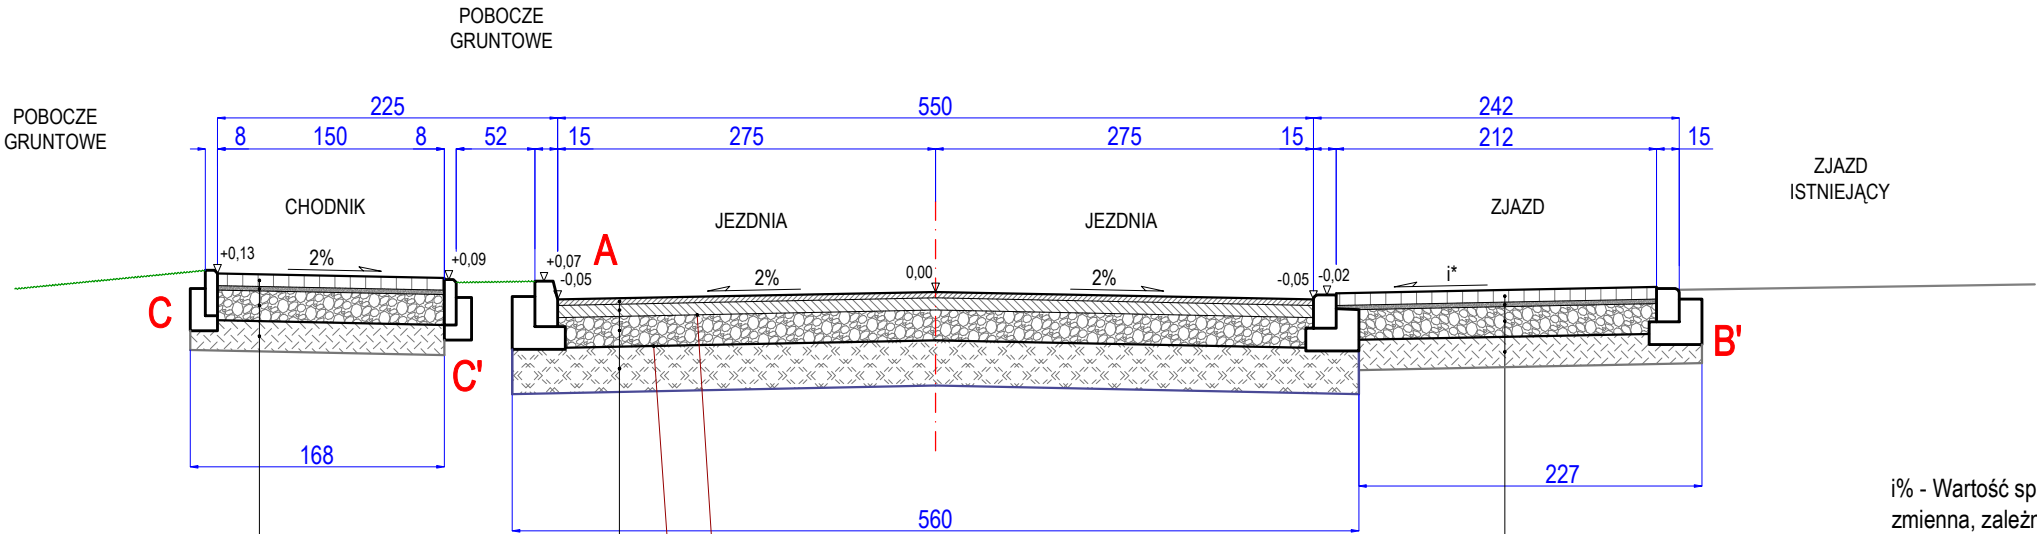 POBOCZE
GRUNTOWE
POBOCZE
GRUNTOWE
225
550
242
8
150
8
52
15
275
275
15
212
15
ZJAZD
ISTNIEJĄCY
CHODNIK
JEZDNIA
JEZDNIA
ZJAZD
A
+0,13
2%
+0,09
+0,07
-0,05
2%
0,00
2%
-0,05
-0,02
i*
C
B'
C'
168
227
560
i% - Wartość sp
zmienna, zależn